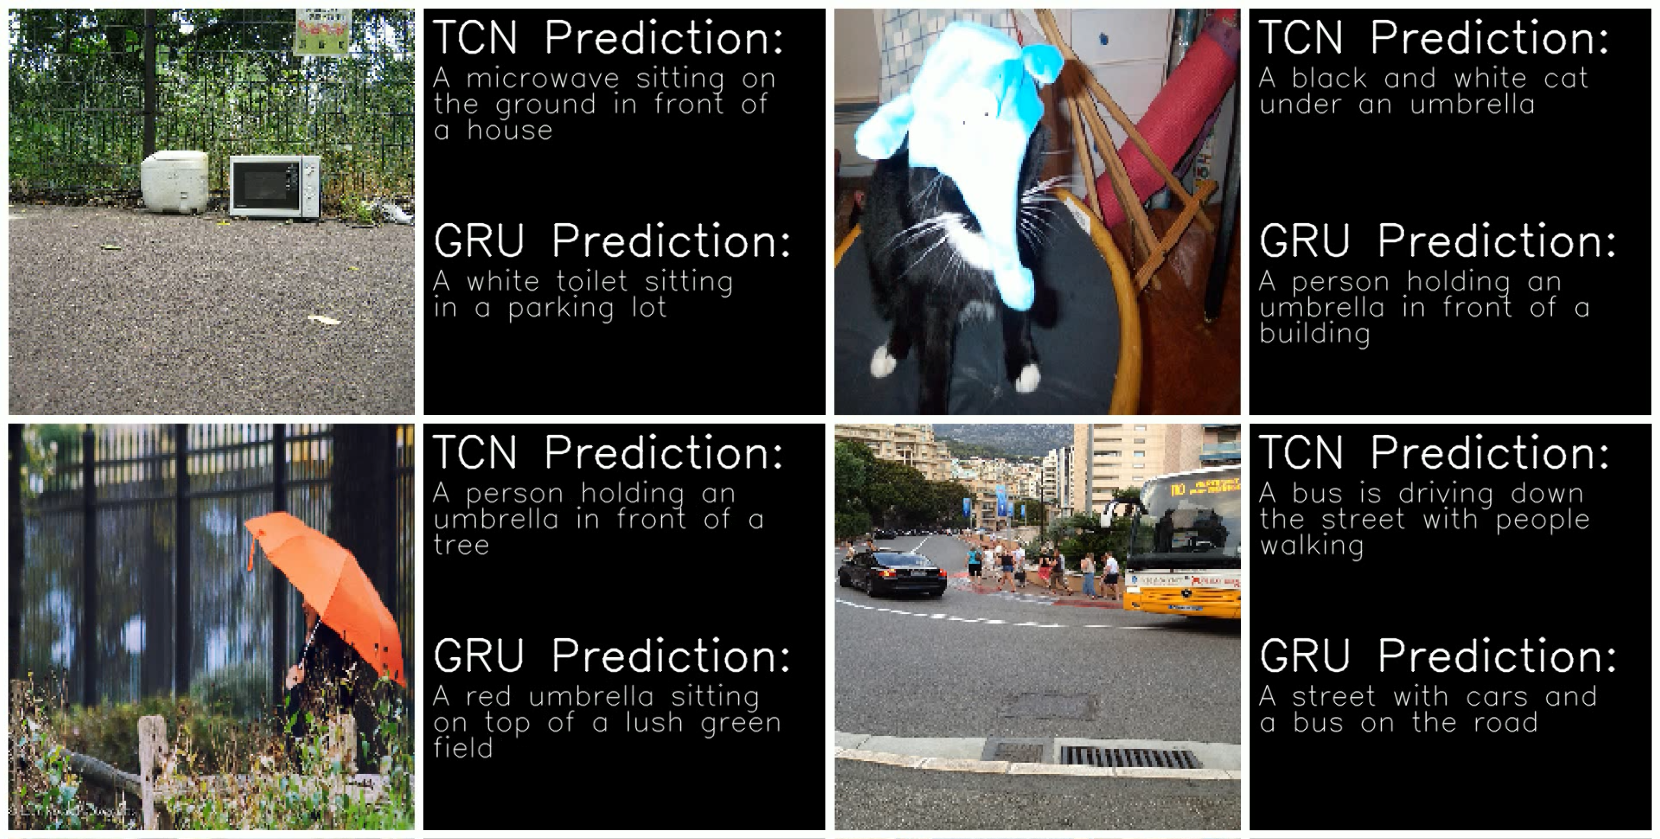 TCN Prediction:
A microwave sitting on
the ground in front of
a house
GRU Prediction:
A white toilet sitting
in a parking lot
TCN Prediction:
A black and white cat
under an umbrella
GRU Prediction:
A person holding an
umbrella in front of a
building
TCN Prediction:
A person holding an
umbrella in front of a
tree
GRU Prediction:
A red umbrella sitting
on top of a lush green
field
TCN Prediction:
A bus is driving down
the street with people
walking
GRU Prediction:
A street with cars and
a bus on the road